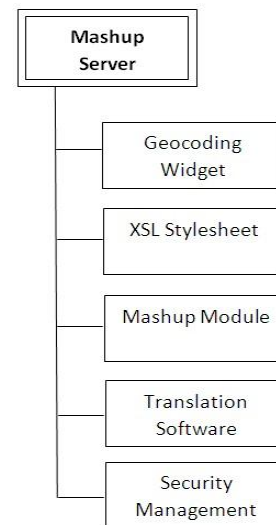 Mashup
Server
Geocoding
Widget
XSL Stylesheet
Mashup Module
Translation
Software
Security
Management